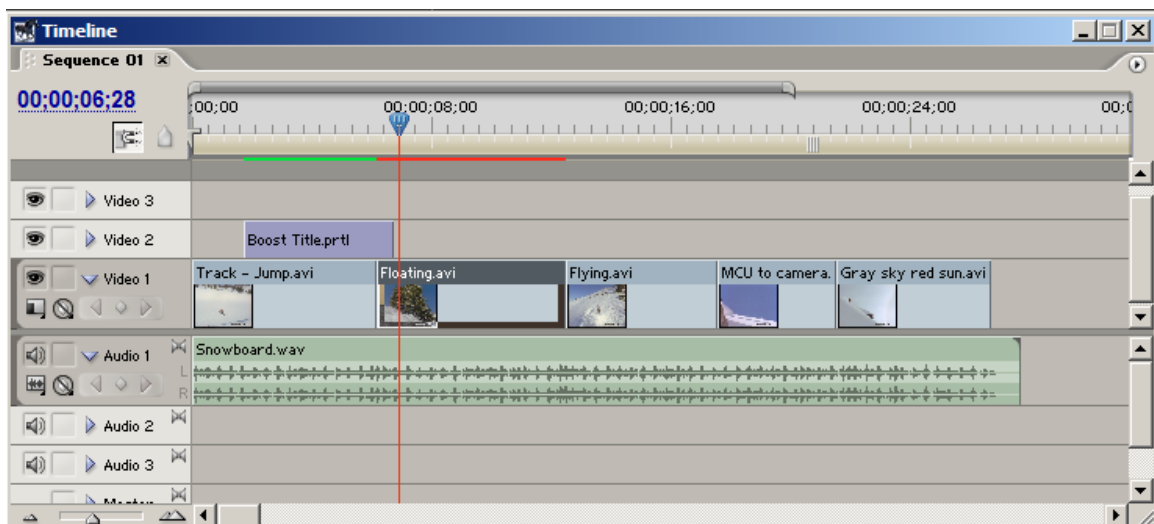 Timeline
Sequence 01
00;00;06;28
;00;00 00;00;08;00 00;00;16;00 00;00;24;00 00;0
Video 3
Video 2 Boost Title.prtl
Video 1 Track - Jump.avi Floating.avi Flying.avi MCU to camera. Gray sky red sun.avi
Audio 1 Snowboard.wav
L
R
Audio 2
Audio 3